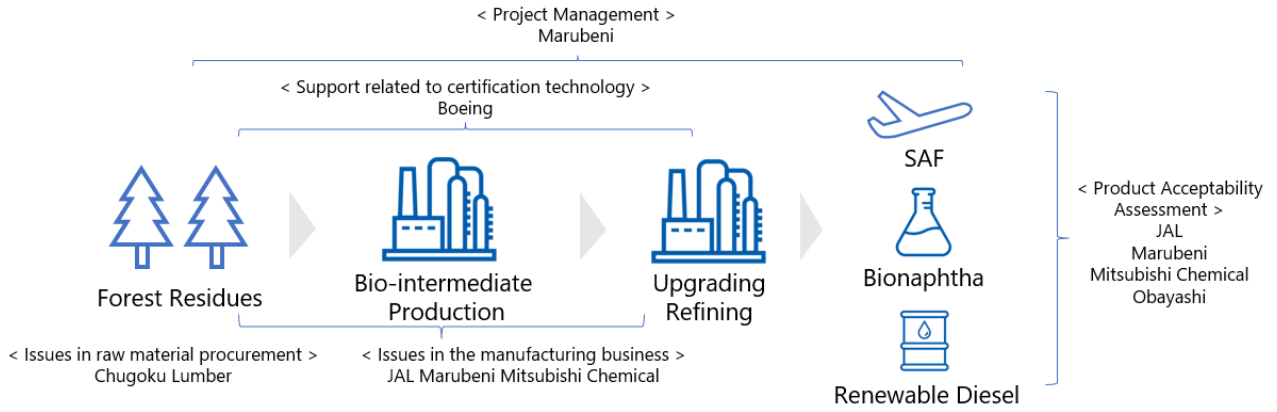 < Project Management >
Marubeni
< Support related to certification technology >
Boeing
SAF
Forest Residues
Bio-intermediate
Production
Upgrading
Refining
Bionaphtha
Renewable Diesel
< Product Acceptability
Assessment >
JAL
Marubeni
Mitsubishi Chemical
Obayashi
< Issues in raw material procurement >
Chugoku Lumber
< Issues in the manufacturing business >
JAL Marubeni Mitsubishi Chemical